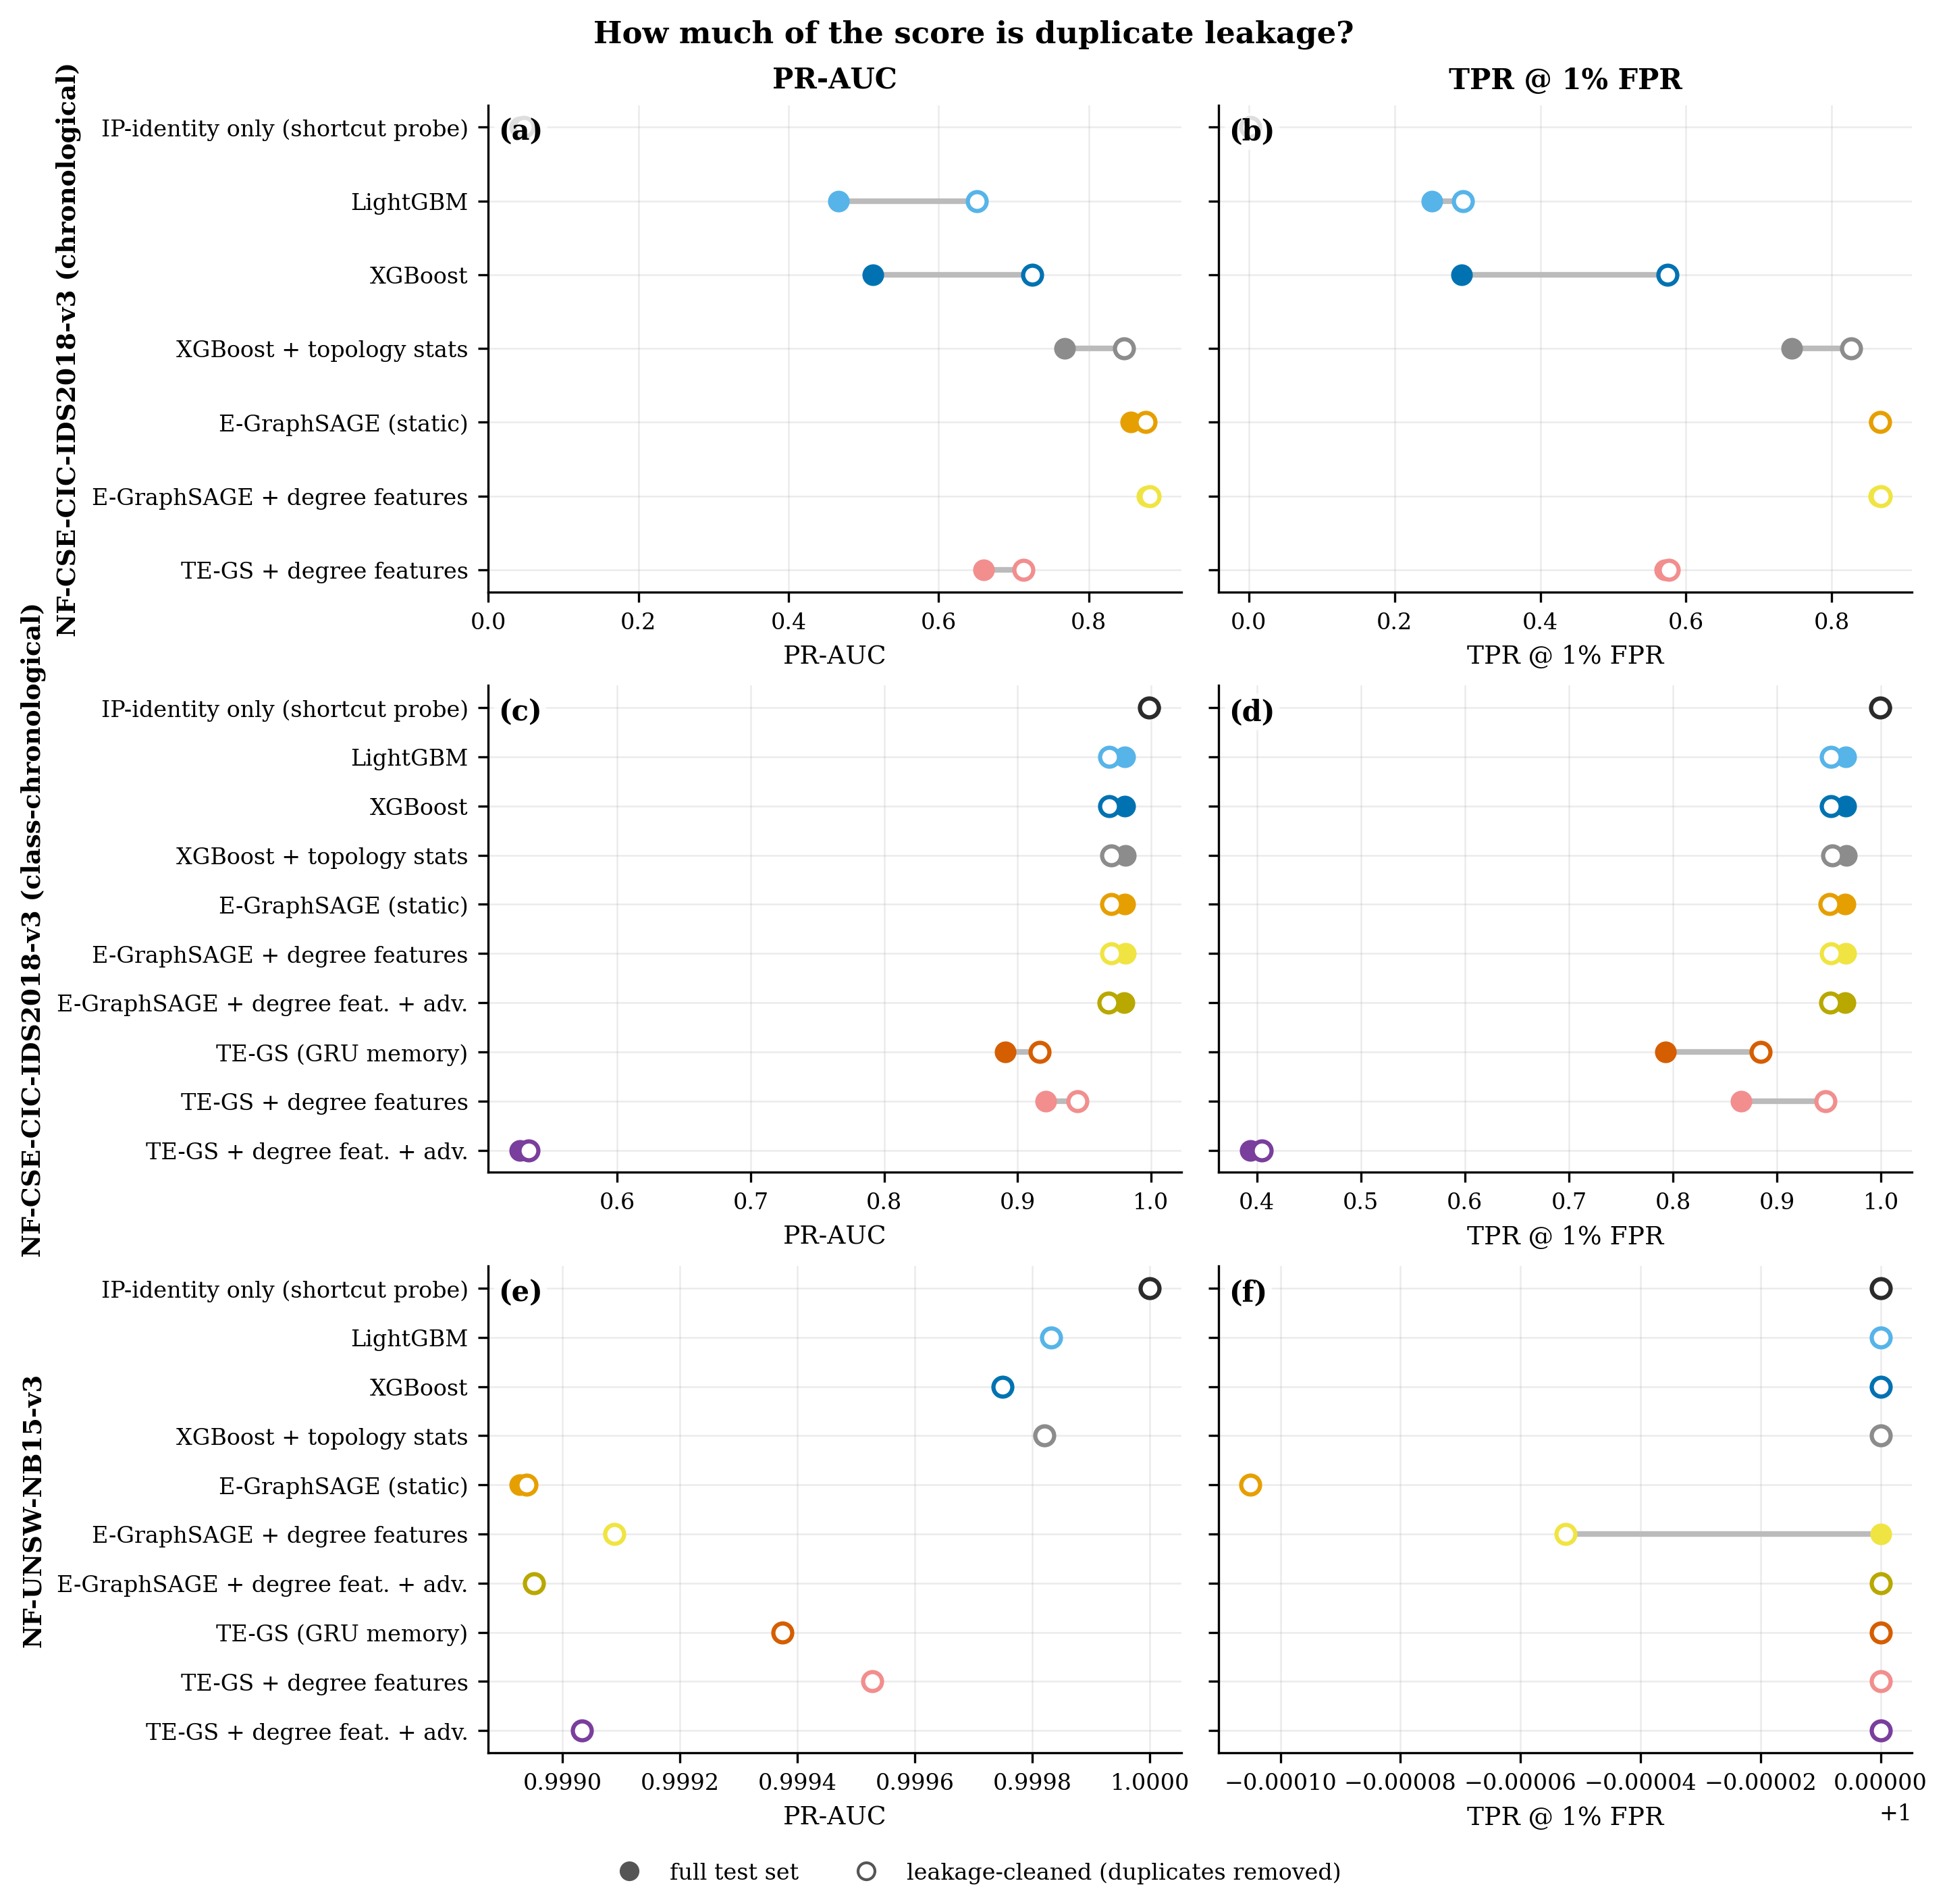 How much of the score is duplicate leakage?
PR-AUC
TPR @ 1% FPR
NF-CSE-CIC-IDS2018-v3 (chronological)
IP-identity only (shortcut probe)
LightGBM
XGBoost
XGBoost + topology stats
E-GraphSAGE (static)
E-GraphSAGE + degree features
TE-GS + degree features
(a)
0.0 0.2 0.4 0.6 0.8
PR-AUC
(b)
0.0 0.2 0.4 0.6 0.8
TPR @ 1% FPR
NF-CSE-CIC-IDS2018-v3 (class-chronological)
IP-identity only (shortcut probe)
LightGBM
XGBoost
XGBoost + topology stats
E-GraphSAGE (static)
E-GraphSAGE + degree features
E-GraphSAGE + degree feat. + adv.
TE-GS (GRU memory)
TE-GS + degree features
TE-GS + degree feat. + adv.
(c)
0.6 0.7 0.8 0.9 1.0
PR-AUC
(d)
0.4 0.5 0.6 0.7 0.8 0.9 1.0
TPR @ 1% FPR
NF-UNSW-NB15-v3
IP-identity only (shortcut probe)
LightGBM
XGBoost
XGBoost + topology stats
E-GraphSAGE (static)
E-GraphSAGE + degree features
E-GraphSAGE + degree feat. + adv.
TE-GS (GRU memory)
TE-GS + degree features
TE-GS + degree feat. + adv.
(e)
0.9990 0.9992 0.9994 0.9996 0.9998 1.0000
PR-AUC
(f)
−0.00010 −0.00008 −0.00006 −0.00004 −0.00002 0.00000
+1
TPR @ 1% FPR
full test set
leakage-cleaned (duplicates removed)